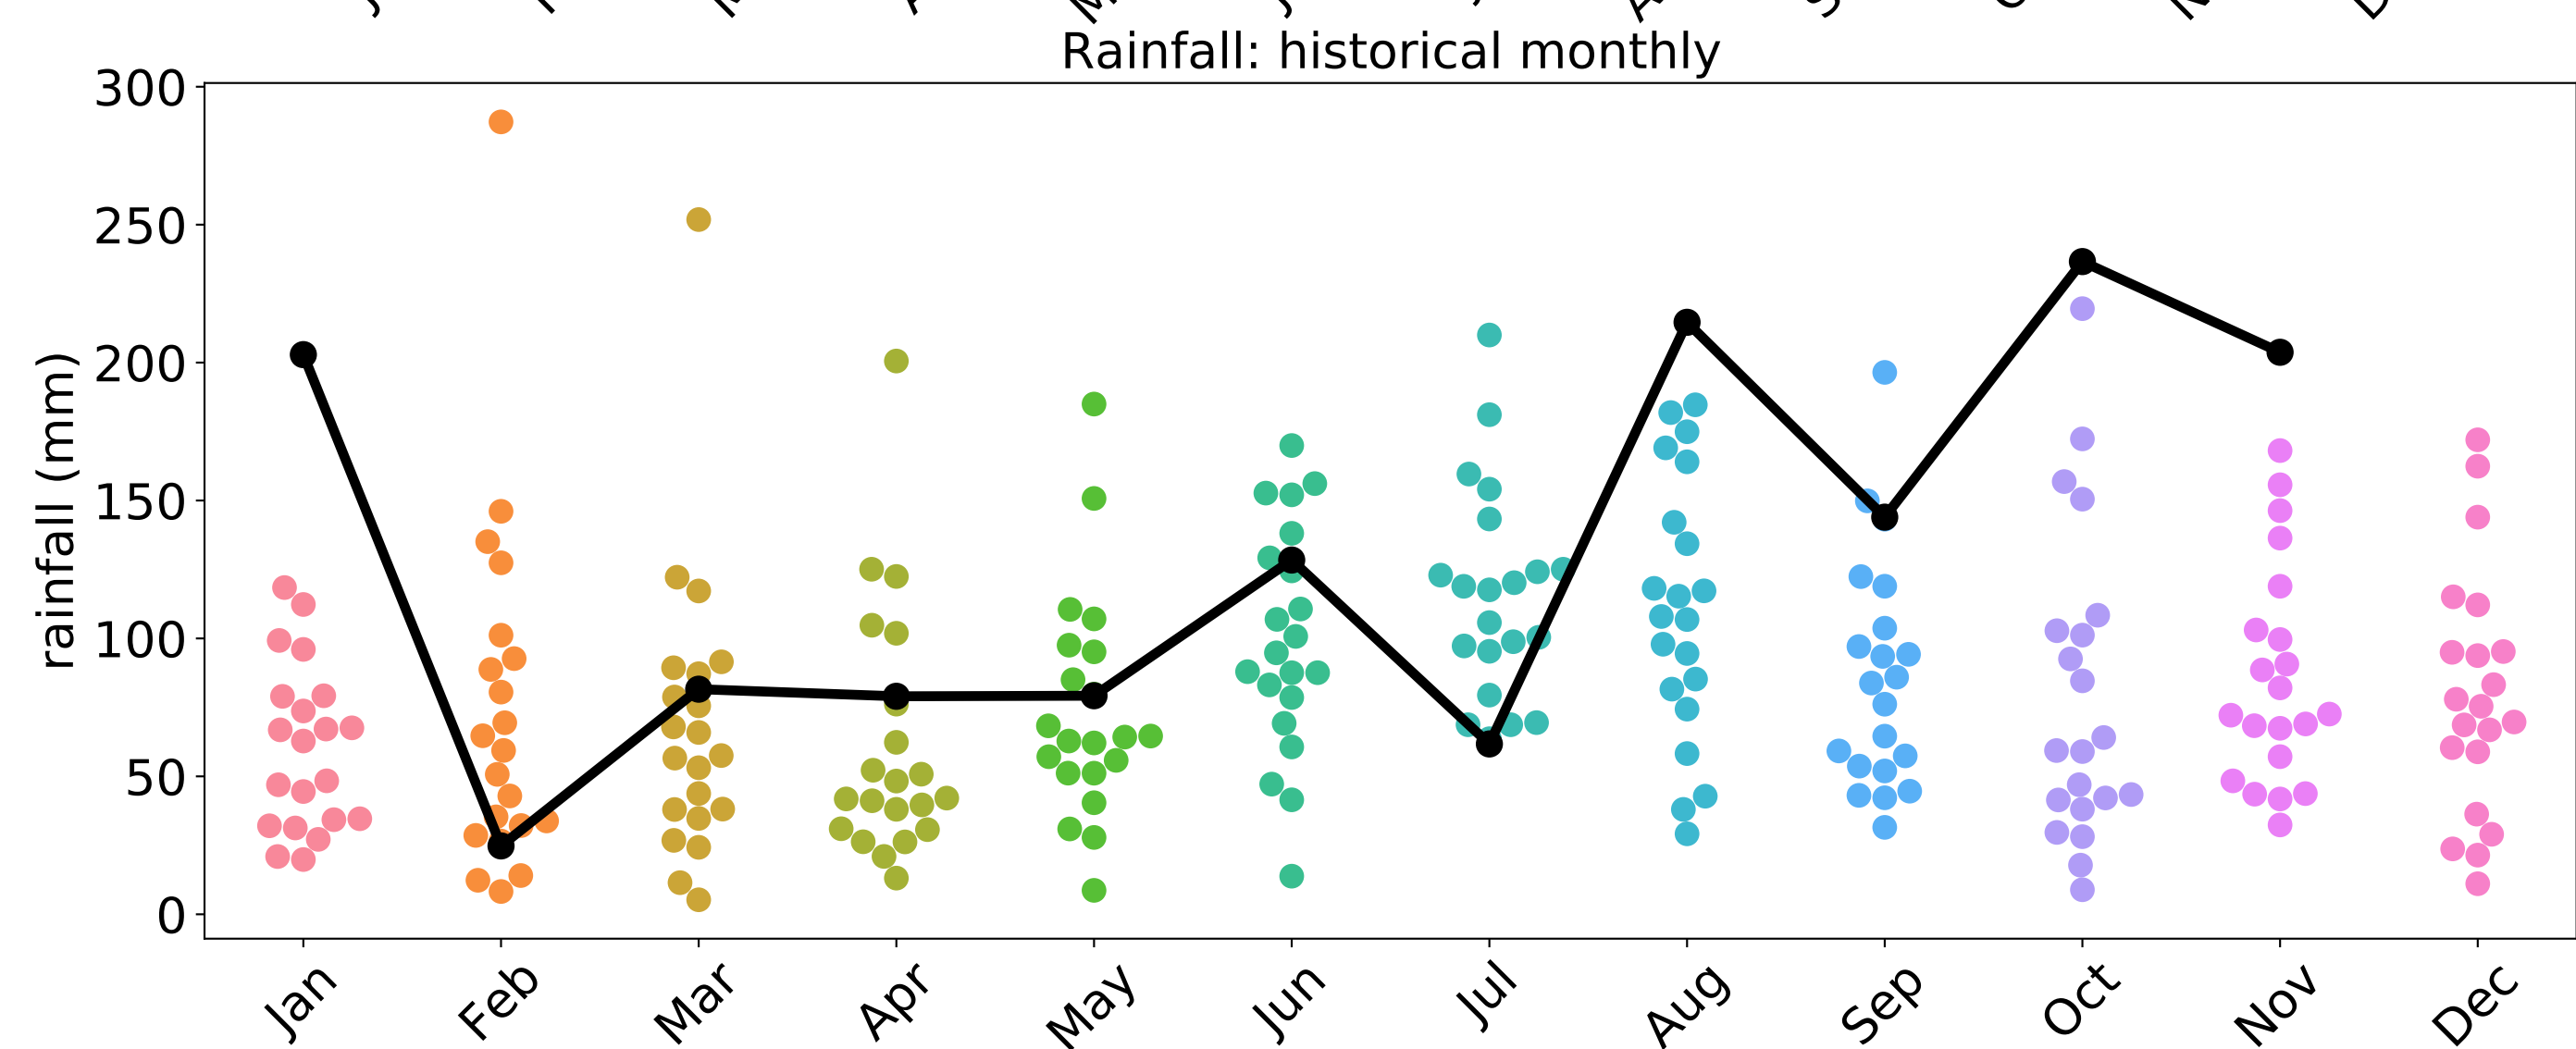 Rainfall: historical monthly
300
250
200
150
100
50
0
rainfall (mm)
Jan
Feb
Mar
Apr
May
Jun
Jul
Aug
Sep
Oct
Nov
Dec